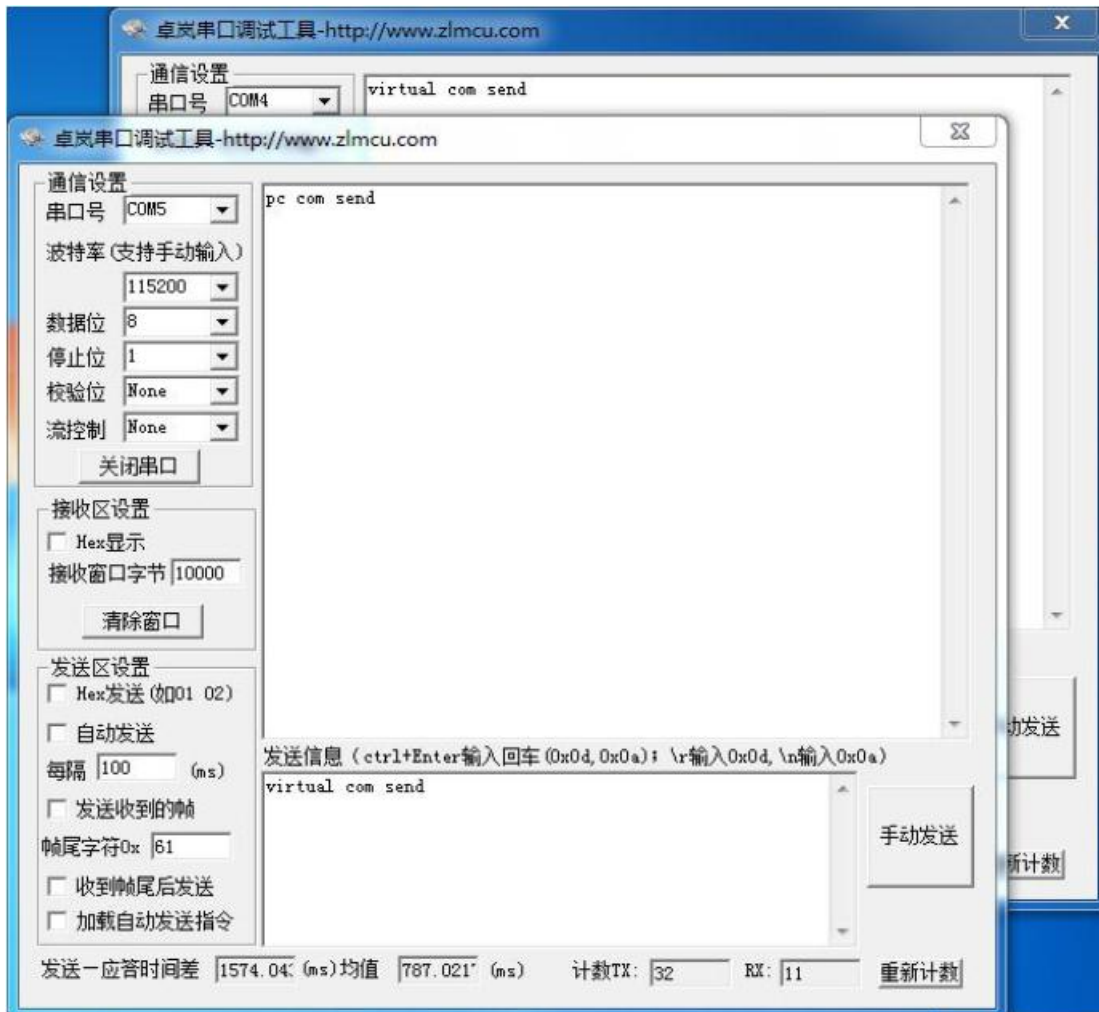 卓岚串口调试工具-http://www.zlmcu.com
通信设置
串口号 COM4
virtual com send
卓岚串口调试工具-http://www.zlmcu.com
通信设置
串口号 COM5
pc com send
波特率(支持手动输入)
115200
数据位 8
停止位 1
校验位 None
流控制 None
关闭串口
接收区设置
Hex显示
接收窗口字节 10000
清除窗口
发送区设置
Hex发送(如01 02)
自动发送
每隔 100 (ms)
发送收到的帧
帧尾字符0x 61
收到帧尾后发送
加载自动发送指令
发送信息(ctrl+Enter输入回车(0x0d,0x0a); \r输入0x0d,\n输入0x0a)
virtual com send
手动发送
动发送
新计数
发送一应答时间差 1574.04 (ms)均值 787.021 (ms) 计数TX: 32 RX: 11 重新计数